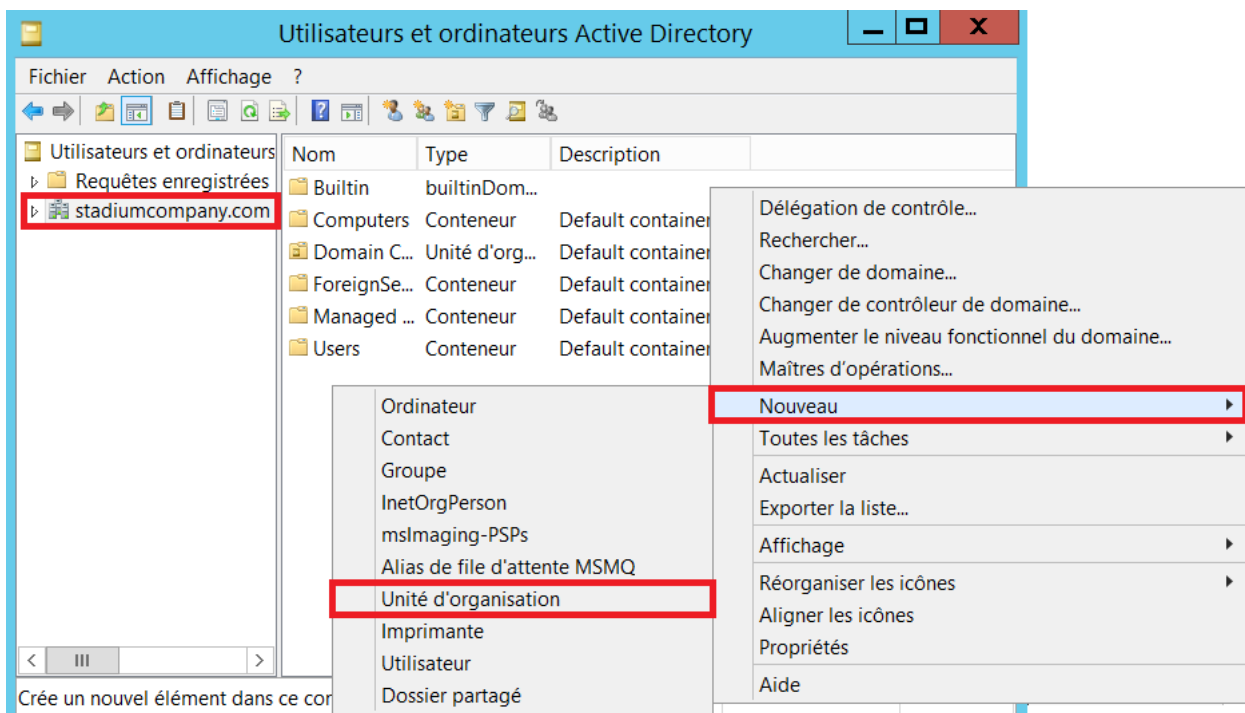 Utilisateurs et ordinateurs Active Directory
X
Fichier Action Affichage ?
Utilisateurs et ordinateurs
Requêtes enregistrées
stadiumcompany.com
Nom Type Description
Builtin builtinDom...
Computers Conteneur Default container
Domain C... Unité d'org... Default container
ForeignSe... Conteneur Default container
Managed ... Conteneur Default container
Users Conteneur Default container
Délégation de contrôle...
Rechercher...
Changer de domaine...
Changer de contrôleur de domaine...
Augmenter le niveau fonctionnel du domaine...
Maîtres d'opérations...
Nouveau
Toutes les tâches
Actualiser
Exporter la liste...
Affichage
Réorganiser les icônes
Aligner les icônes
Propriétés
Aide
Ordinateur
Contact
Groupe
InetOrgPerson
msImaging-PSPs
Alias de file d'attente MSMQ
Unité d'organisation
Imprimante
Utilisateur
Dossier partagé
Crée un nouvel élément dans ce cor